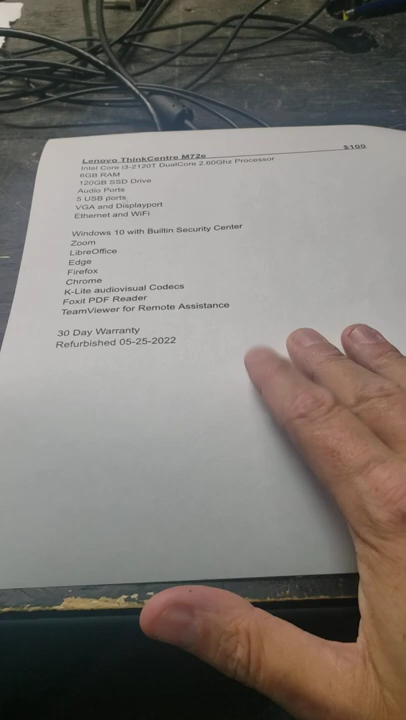 Lenovo ThinkCentre M72e $100
Intel Core i3-2120T DualCore 2.60Ghz Processor
6GB RAM
120GB SSD Drive
Audio Ports
5 USB ports
VGA and Displayport
Ethernet and WiFi
Windows 10 with Builtin Security Center
Zoom
LibreOffice
Edge
Firefox
Chrome
K-Lite audiovisual Codecs
Foxit PDF Reader
TeamViewer for Remote Assistance
30 Day Warranty
Refurbished 05-25-2022